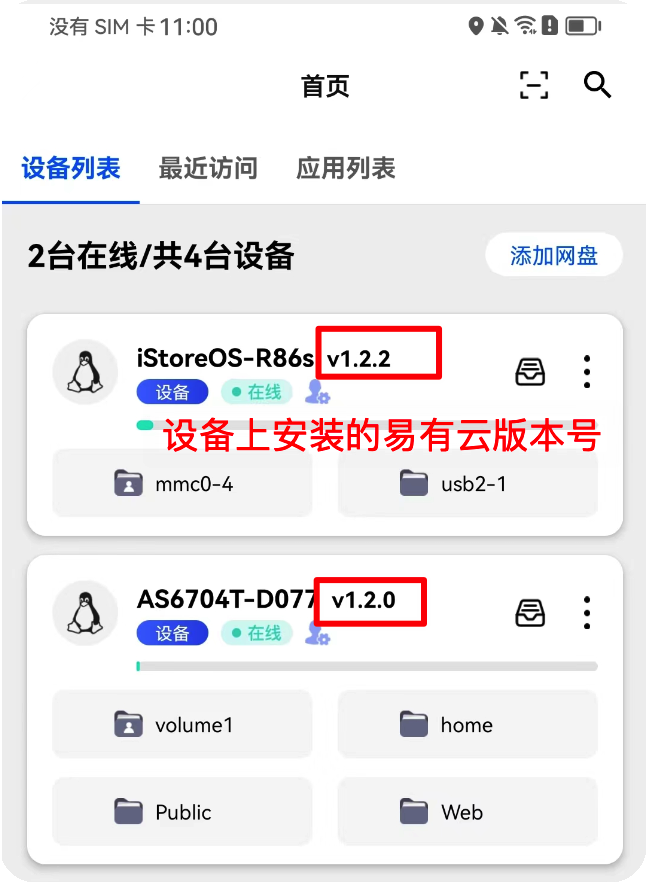 没有 SIM 卡 11:00
首页
设备列表 最近访问 应用列表
2台在线/共4台设备 添加网盘
iStoreOS-R86s v1.2.2
设备 在线
设备上安装的易有云版本号
mmc0-4 usb2-1
AS6704T-D077 v1.2.0
设备 在线
volume1 home
Public Web